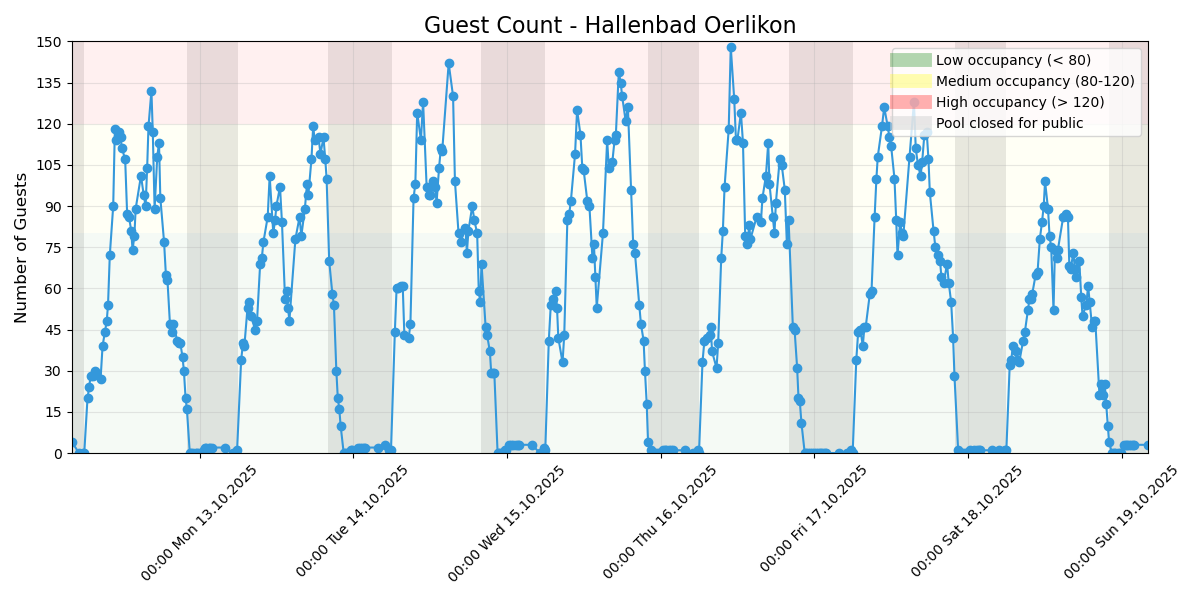 Guest Count - Hallenbad Oerlikon
Number of Guests
150
135
120
105
90
75
60
45
30
15
0
Low occupancy (< 80)
Medium occupancy (80-120)
High occupancy (> 120)
Pool closed for public
00:00 Mon 13.10.2025
00:00 Tue 14.10.2025
00:00 Wed 15.10.2025
00:00 Thu 16.10.2025
00:00 Fri 17.10.2025
00:00 Sat 18.10.2025
00:00 Sun 19.10.2025